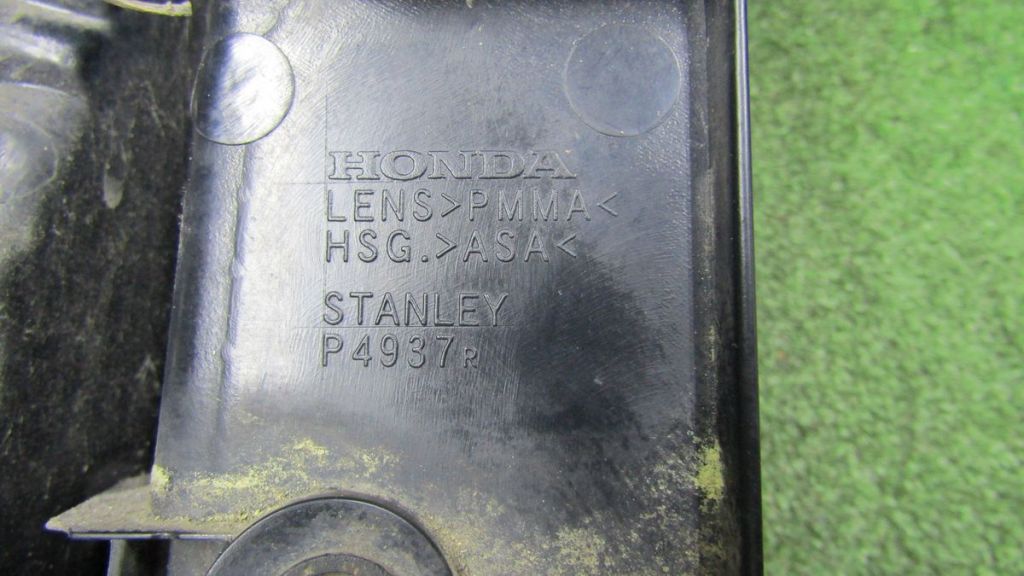 HONDA
LENS>PMMA<
HSG.>ASA<
STANLEY
P4937R